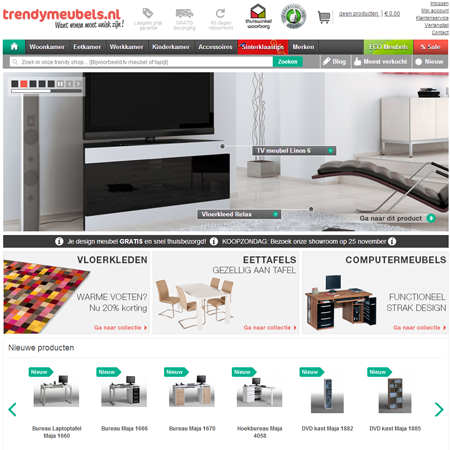 trendymeubels.nl
Want wonen moet uniek zijn!
Laagste prijs garantie
GRATIS bezorging
60 dagen retourrecht
thuiswinkel waarborg
geen producten | € 0.00
Inloggen
Mijn account
Klantenservice
Klantenservice
Verlanglijst
Woonkamer
Eetkamer
Werkkamer
Kinderkamer
Accessoires
Sinterklaastips
Merken
ECO Meubels
% Sale
Zoek in onze trendy shop... (Bijvoorbeeld tv meubel of tapijt)
Zoeken
Blog
Meest verkocht
Nieuw
TV meubel Linos 6
Vloerkleed Relax
Ga naar dit product
Je design meubel GRATIS en snel thuisbezorgd!
KOOPZONDAG: Bezoek onze showroom op 25 november
VLOERKLEDEN
WARME VOETEN?
Nu 20% korting
Ga naar collectie
EETTAFELS
GEZELLIG AAN TAFEL
Ga naar collectie
COMPUTERMEUBELS
FUNCTIONEEL
STRAK DESIGN
Ga naar collectie
Nieuwe producten
Nieuw
Nieuw
Nieuw
Nieuw
Nieuw
Nieuw
Bureau Laptoptafel
Maja 1660
Bureau Maja 1666
Bureau Maja 1670
Hoekbureau Maja
4058
DVD kast Maja 1882
DVD kast Maja 1885